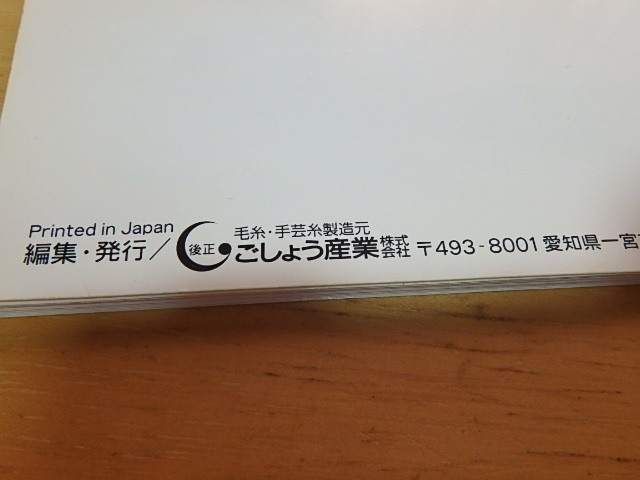 Printed in Japan
編集・発行/ 後正 毛糸・手芸糸製造元
ごしょう産業株式会社 〒493-8001 愛知県一宮